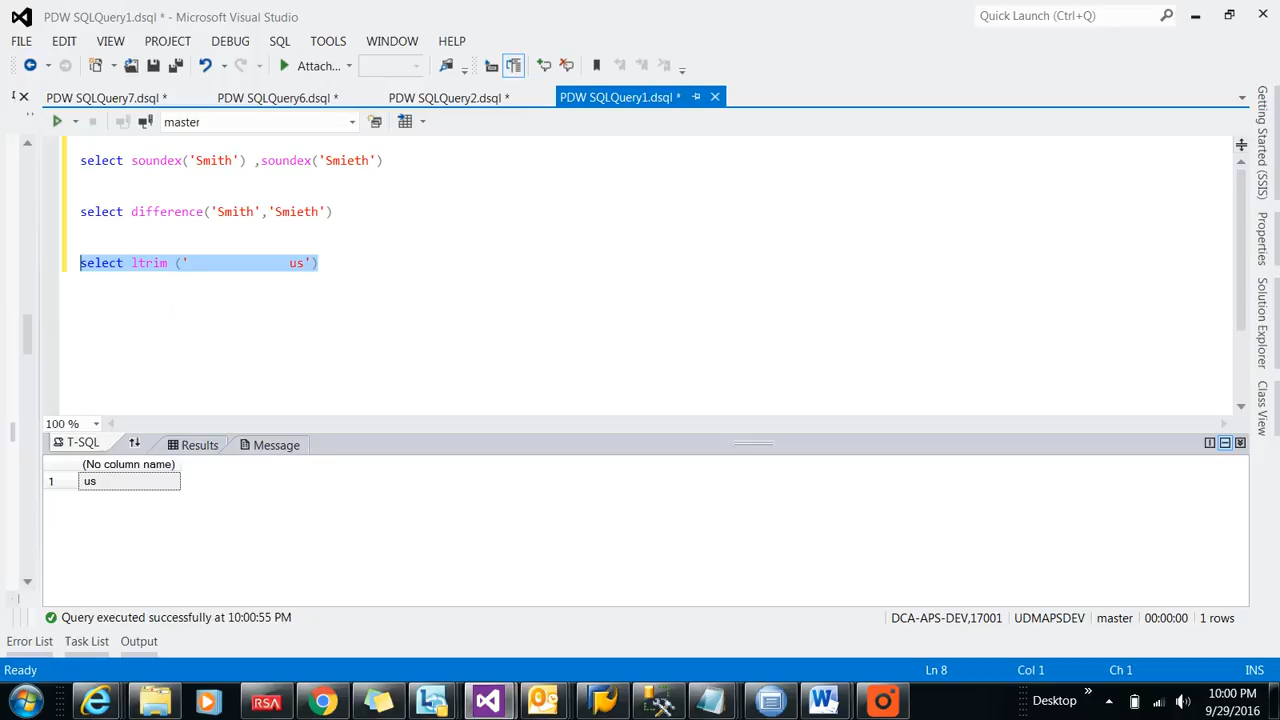 PDW SQLQuery1.dsql * - Microsoft Visual Studio
Quick Launch (Ctrl+Q)
FILE EDIT VIEW PROJECT DEBUG SQL TOOLS WINDOW HELP
Attach...
PDW SQLQuery7.dsql * PDW SQLQuery6.dsql * PDW SQLQuery2.dsql * PDW SQLQuery1.dsql *
master
select soundex('Smith') ,soundex('Smieth')
select difference('Smith','Smieth')
select ltrim ('            us')
Getting Started (SSIS)
Properties
Solution Explorer
Class View
100 %
T-SQL Results Message
(No column name)
1 us
Query executed successfully at 10:00:55 PM DCA-APS-DEV,17001 UDMAPSDEV master 00:00:00 1 rows
Error List Task List Output
Ready Ln 8 Col 1 Ch 1 INS
RSA
Desktop
10:00 PM
9/29/2016